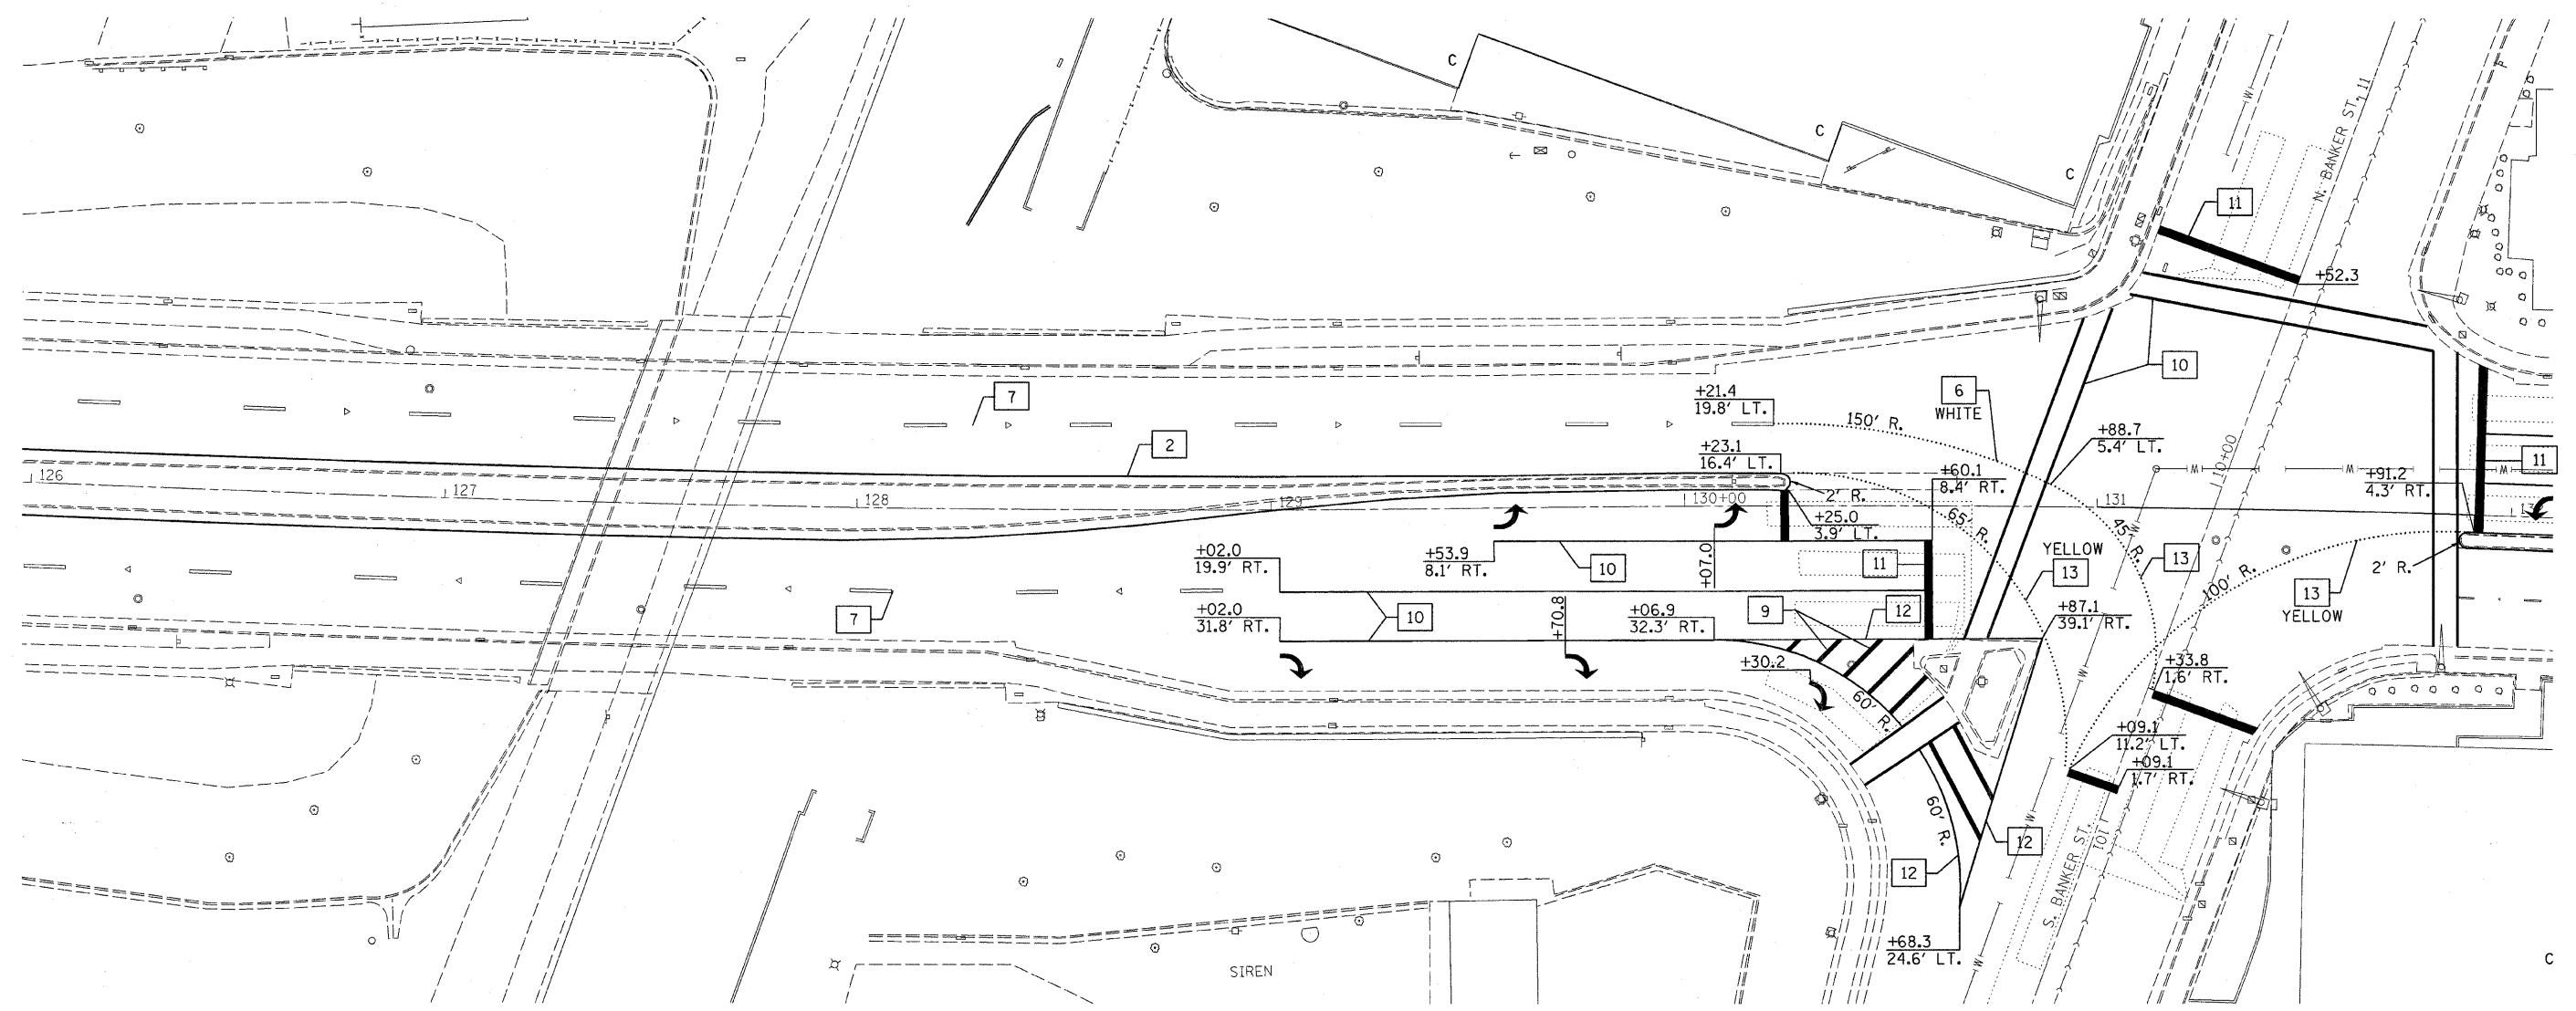 C
C
C
11
N. BANKER ST. 11
+52.3
7
2
+21.4
19.8' LT.
150' R.
6
WHITE
10
+88.7
5.4' LT.
110+00
+23.1
16.4' LT.
+60.1
8.4' RT.
2' R.
+91.2
4.3' RT.
11
126
127
128
129
130+00
131
W
W
W
W
+25.0
3.9' LT.
65' R.
45' R.
+02.0
19.9' RT.
+53.9
8.1' RT.
10
+07.0
11
YELLOW
13
13
100' R.
13
YELLOW
2' R.
7
+02.0
31.8' RT.
10
+70.8
+06.9
32.3' RT.
9
12
+87.1
39.1' RT.
+30.2
60' R.
+33.8
1.6' RT.
+09.1
11.2' LT.
+09.1
1.7' RT.
60' R.
12
12
S. BANKER ST.
101
+68.3
24.6' LT.
SIREN
C